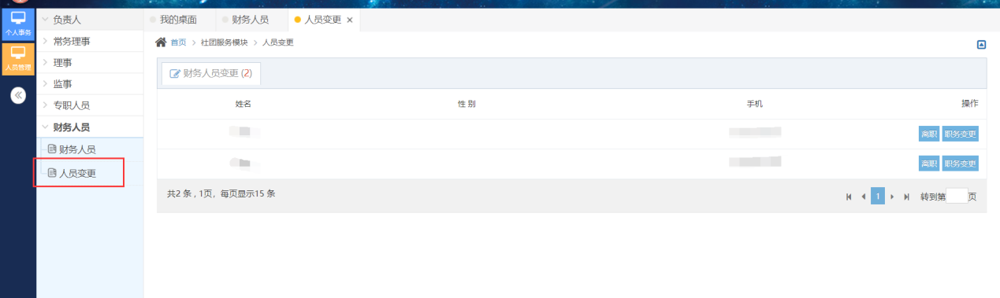 个人事务
人员管理
负责人
常务理事
理事
监事
专职人员
财务人员
财务人员
人员变更
我的桌面 财务人员 人员变更 ×
首页 > 社团服务模块 > 人员变更
财务人员变更 (2)
姓名 性别 手机 操作
离职 职务变更
离职 职务变更
共2 条 , 1页, 每页显示15 条
1 转到第 页